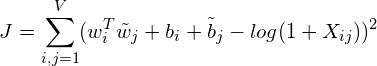 J = \sum_{i,j=1}^{V} (w_i^T \tilde{w}_j + b_i + \tilde{b}_j - log(1 + X_{ij}))^2